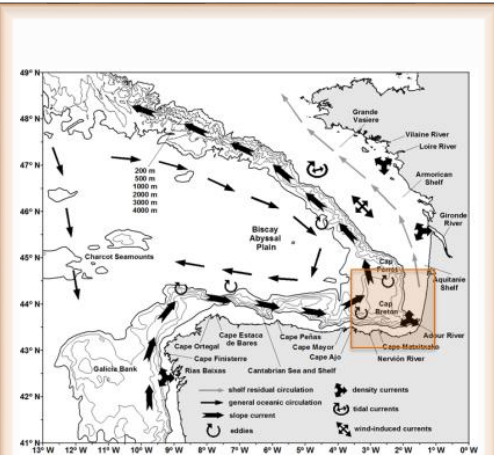 49° N
48° N
47° N
46° N
45° N
44° N
43° N
42° N
41° N
13° W
12° W
11° W
10° W
9° W
8° W
7° W
6° W
5° W
4° W
3° W
2° W
1° W
0° W
Grande
Vasiere
Vilaine River
Loire River
Armorican
Shelf
Gironde
River
200 m
500 m
1000 m
2000 m
3000 m
4000 m
Biscay
Abyssal
Plain
Charcot Seamounts
Cap
Ferret
Aquitanie
Shelf
Cap
Breton
Cape Estaca
de Bares
Cape Peñas
Cape Mayor
Cape Ajo
Cape Matxitxako
Adour River
Nervión River
Cape Ortegal
Cape Finisterre
Rias Baixas
Cantabrian Sea and Shelf
Galicia Bank
shelf residual circulation
general oceanic circulation
slope current
eddies
density currents
tidal currents
wind-induced currents